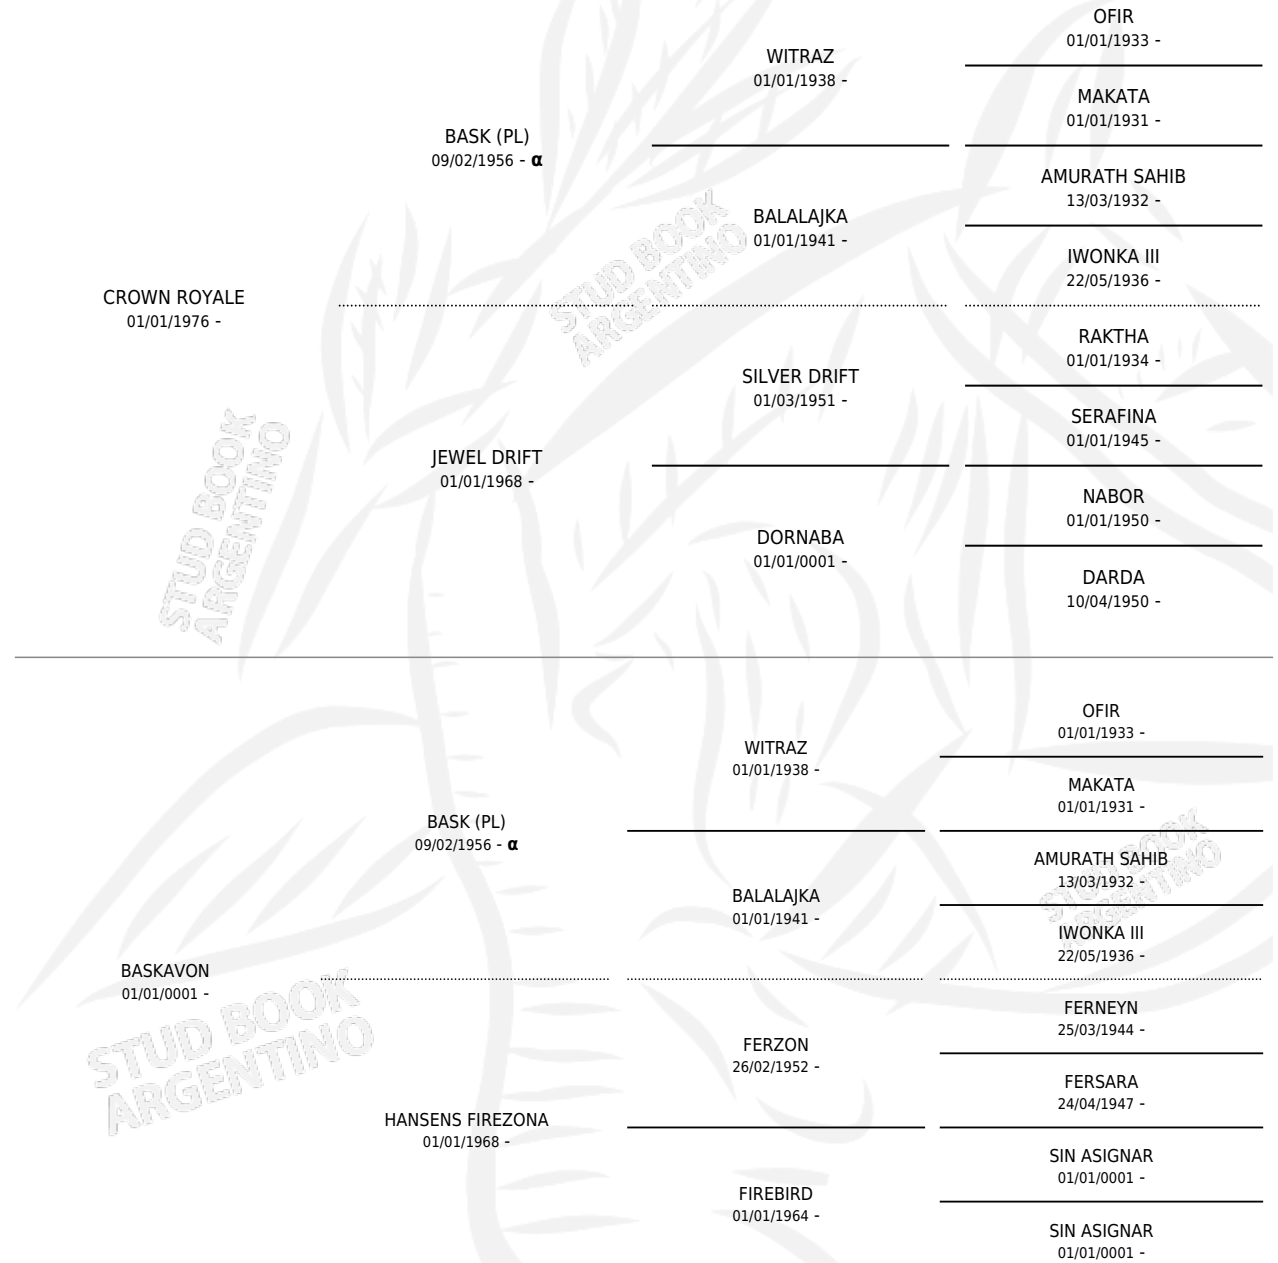 OFIR
01/01/1933 -
WITRAZ
01/01/1938 -
MAKATA
01/01/1931 -
BASK (PL)
09/02/1956 - α
AMURATH SAHIB
13/03/1932 -
BALALAJKA
01/01/1941 -
IWONKA III
22/05/1936 -
CROWN ROYALE
01/01/1976 -
RAKTHA
01/01/1934 -
SILVER DRIFT
01/03/1951 -
SERAFINA
01/01/1945 -
JEWEL DRIFT
01/01/1968 -
NABOR
01/01/1950 -
DORNABA
01/01/0001 -
DARDA
10/04/1950 -
STUD BOOK
ARGENTINO
STUD BOOK
ARGENTINO
OFIR
01/01/1933 -
WITRAZ
01/01/1938 -
MAKATA
01/01/1931 -
BASK (PL)
09/02/1956 - α
AMURATH SAHIB
13/03/1932 -
BALALAJKA
01/01/1941 -
IWONKA III
22/05/1936 -
BASKAVON
01/01/0001 -
FERNEYN
25/03/1944 -
FERZON
26/02/1952 -
FERSARA
24/04/1947 -
HANSENS FIREZONA
01/01/1968 -
SIN ASIGNAR
01/01/0001 -
FIREBIRD
01/01/1964 -
SIN ASIGNAR
01/01/0001 -
STUD BOOK
ARGENTINO
STUD BOOK
ARGENTINO